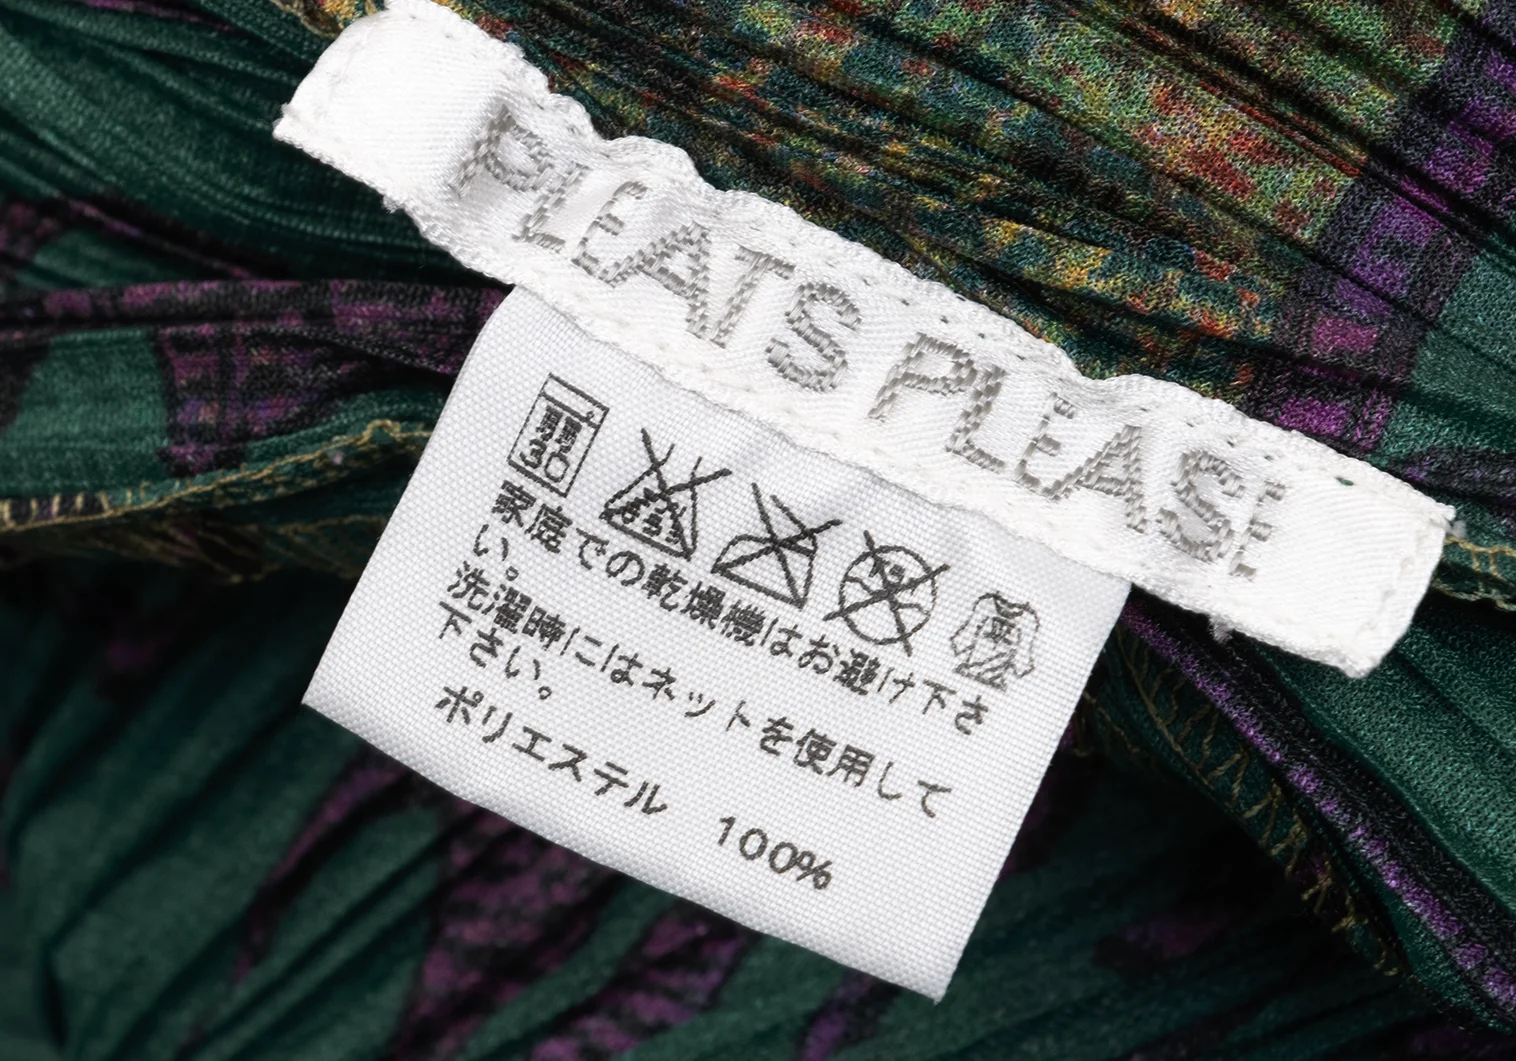 PLEATS PLEASE
弱
30
家庭での乾燥機はお避け下さ
い。
洗濯時にはネットを使用して
下さい。
ポリエステル 100%